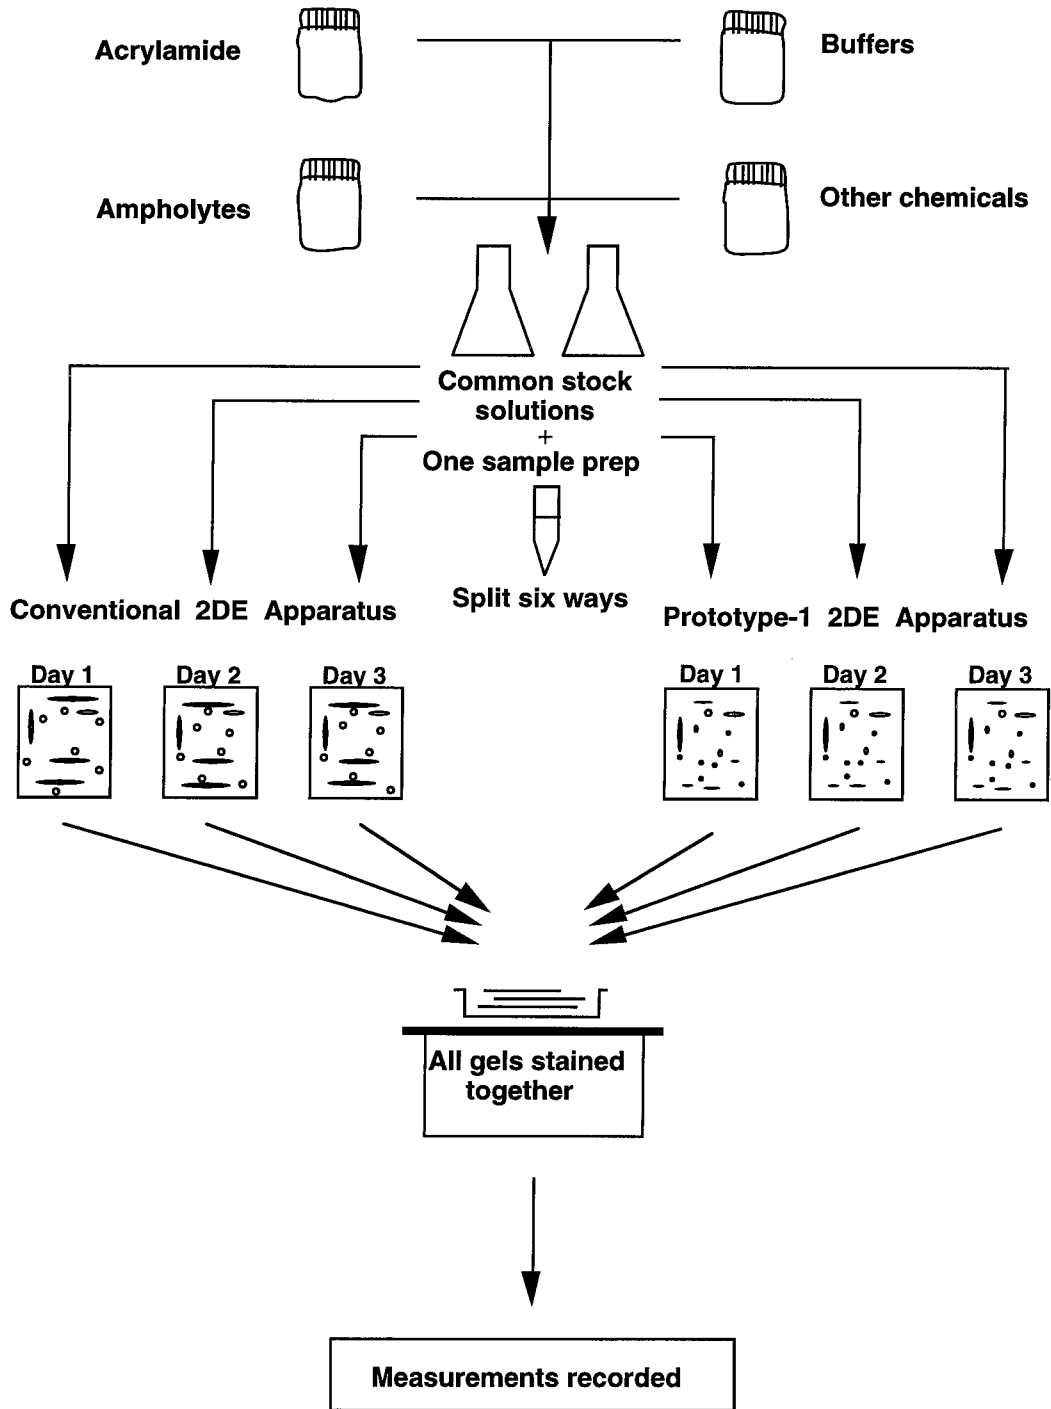 Acrylamide
Buffers
Ampholytes
Other chemicals
Common stock
solutions
+
One sample prep
Split six ways
Conventional 2DE Apparatus
Prototype-1 2DE Apparatus
Day 1
Day 2
Day 3
Day 1
Day 2
Day 3
All gels stained
together
Measurements recorded